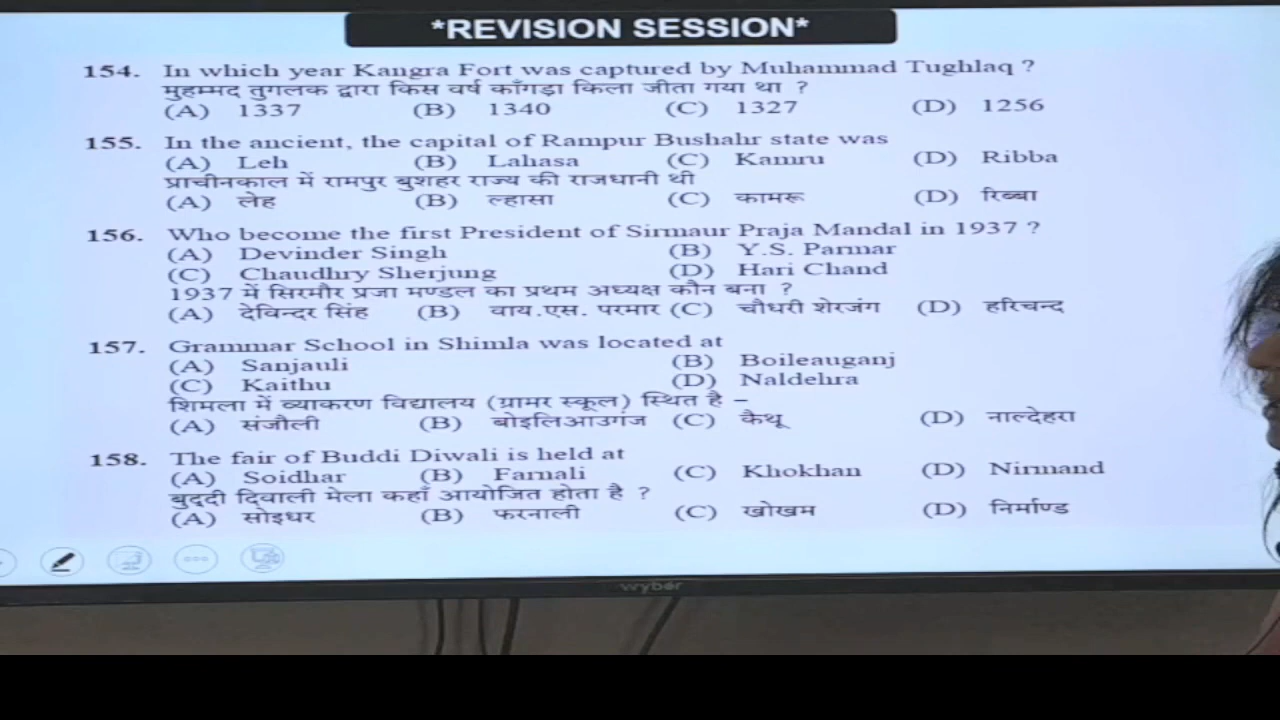 *REVISION SESSION*
154. In which year Kangra Fort was captured by Muhammad Tughlaq ?
मुहम्मद तुगलक द्वारा किस वर्ष काँगड़ा किला जीता गया था ?
(A) 1337 (B) 1340 (C) 1327 (D) 1256
155. In the ancient, the capital of Rampur Bushahr state was
(A) Leh (B) Lahasa (C) Kamru (D) Ribba
प्राचीनकाल में रामपुर बुशहर राज्य की राजधानी थी
(A) लेह (B) ल्हासा (C) कामरू (D) रिब्बा
156. Who become the first President of Sirmaur Praja Mandal in 1937 ?
(A) Devinder Singh (B) Y.S. Parmar
(C) Chaudhry Sherjung (D) Hari Chand
1937 में सिरमौर प्रजा मण्डल का प्रथम अध्यक्ष कौन बना ?
(A) देविन्दर सिंह (B) वाय.एस. परमार (C) चौधरी शेरजंग (D) हरिचन्द
157. Grammar School in Shimla was located at
(A) Sanjauli (B) Boileauganj
(C) Kaithu (D) Naldehra
शिमला में व्याकरण विद्यालय (ग्रामर स्कूल) स्थित है –
(A) संजौली (B) बोइलिआउगंज (C) कैथू (D) नाल्देहरा
158. The fair of Buddi Diwali is held at
(A) Soidhar (B) Farnali (C) Khokhan (D) Nirmand
बुद्दी दिवाली मेला कहाँ आयोजित होता है ?
(A) सोइधर (B) फरनाली (C) खोखम (D) निर्माण्ड
wyber